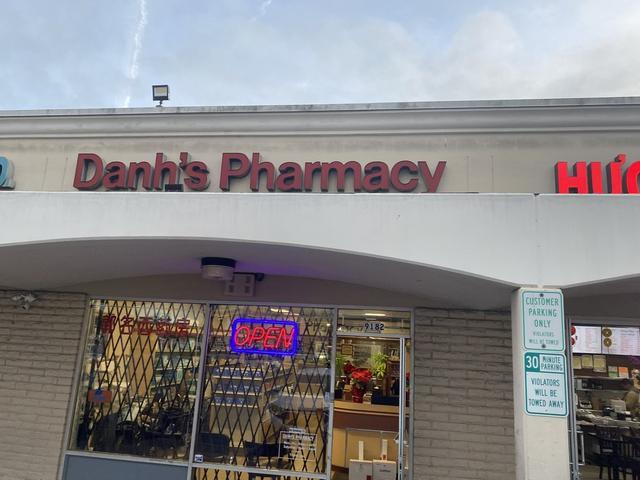 Danh's Pharmacy
HƯƠ
OPEN
9182
CUSTOMER
PARKING
ONLY
VIOLATORS
WILL BE TOWED
30 MINUTE
PARKING
VIOLATORS
WILL BE
TOWED AWAY